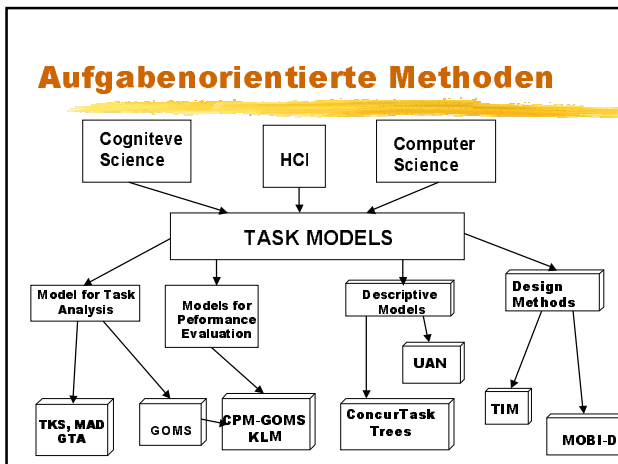 Aufgabenorientierte Methoden
Cogniteve
Science
HCI
Computer
Science
TASK MODELS
Model for Task
Analysis
Models for
Peformance
Evaluation
Descriptive
Models
Design
Methods
UAN
TKS, MAD
GTA
GOMS
CPM-GOMS
KLM
ConcurTask
Trees
TIM
MOBI-D